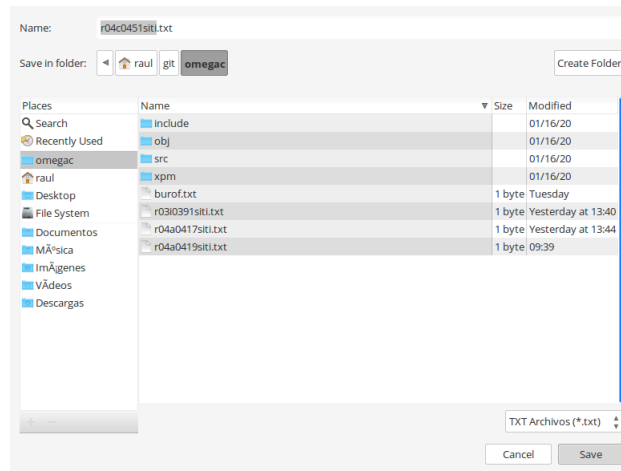 Name: r04c0451siti.txt
Save in folder: raul git omegac Create Folder
Places Name Size Modified
Search include 01/16/20
Recently Used obj 01/16/20
omegac src 01/16/20
raul xpm 01/16/20
Desktop burof.txt 1 byte Tuesday
File System r03i0391siti.txt 1 byte Yesterday at 13:40
Documentos r04a0417siti.txt 1 byte Yesterday at 13:44
MÃºsica r04a0419siti.txt 1 byte 09:39
ImÃ¡genes
VÃdeos
Descargas
TXT Archivos (*.txt)
Cancel Save